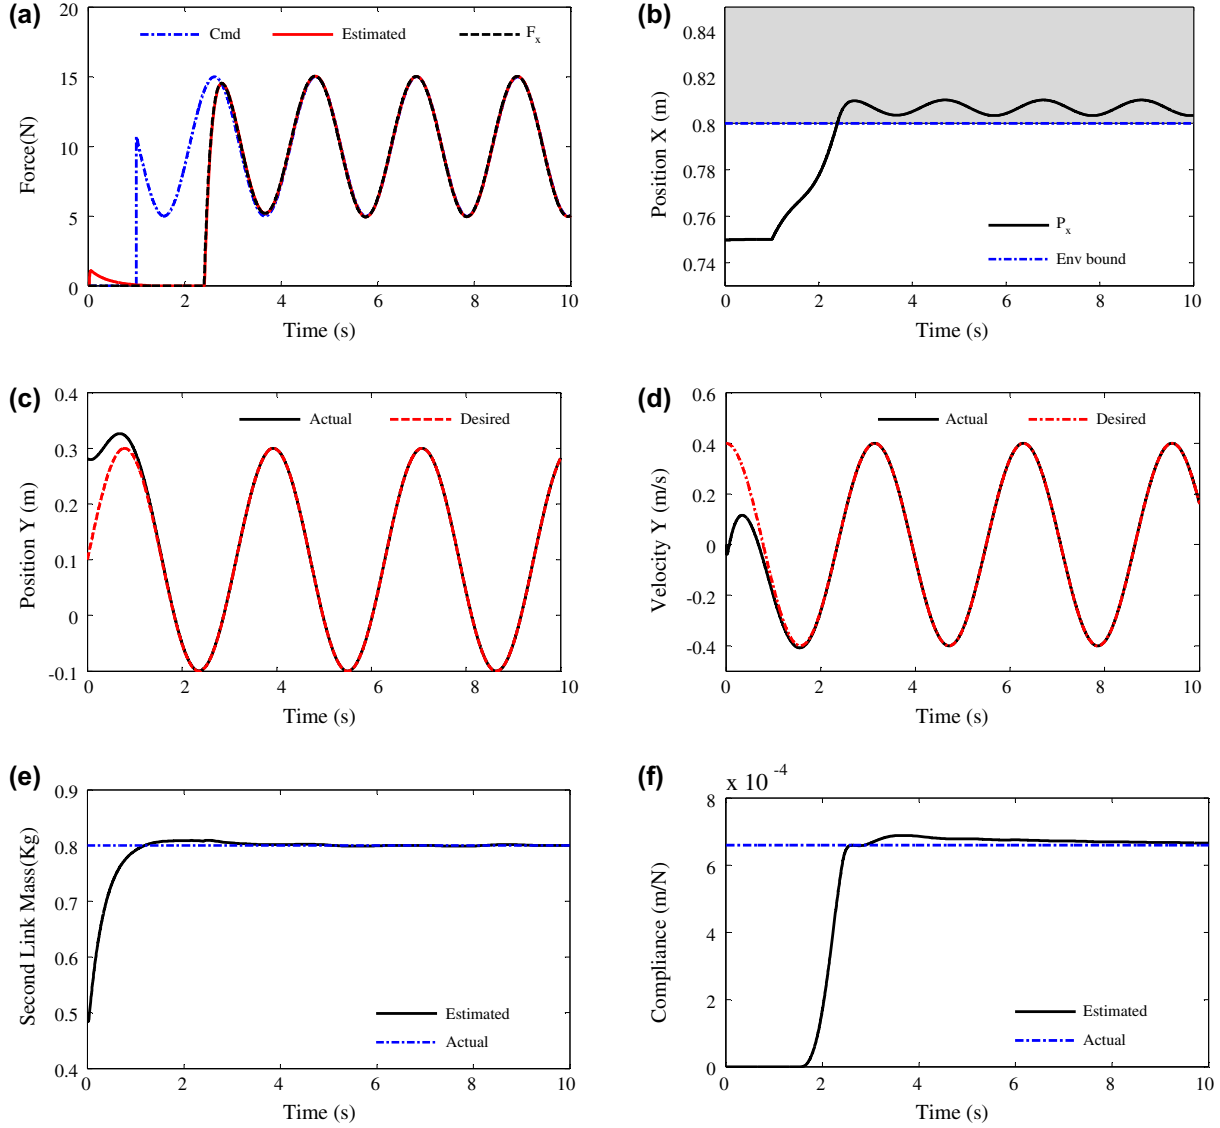 (a)
20
15
10
5
0
Force(N)
Cmd
Estimated
Fx
0 2 4 6 8 10
Time (s)
(b)
0.84
0.82
0.8
0.78
0.76
0.74
Position X (m)
Px
Env bound
0 2 4 6 8 10
Time (s)
(c)
0.4
0.3
0.2
0.1
0
-0.1
Position Y (m)
Actual
Desired
0 2 4 6 8 10
Time (s)
(d)
0.6
0.4
0.2
0
-0.2
-0.4
Velocity Y (m/s)
Actual
Desired
0 2 4 6 8 10
Time (s)
(e)
0.9
0.8
0.7
0.6
0.5
0.4
Second Link Mass(Kg)
Estimated
Actual
0 2 4 6 8 10
Time (s)
(f)
x 10 -4
8
6
4
2
0
Compliance (m/N)
Estimated
Actual
0 2 4 6 8 10
Time (s)